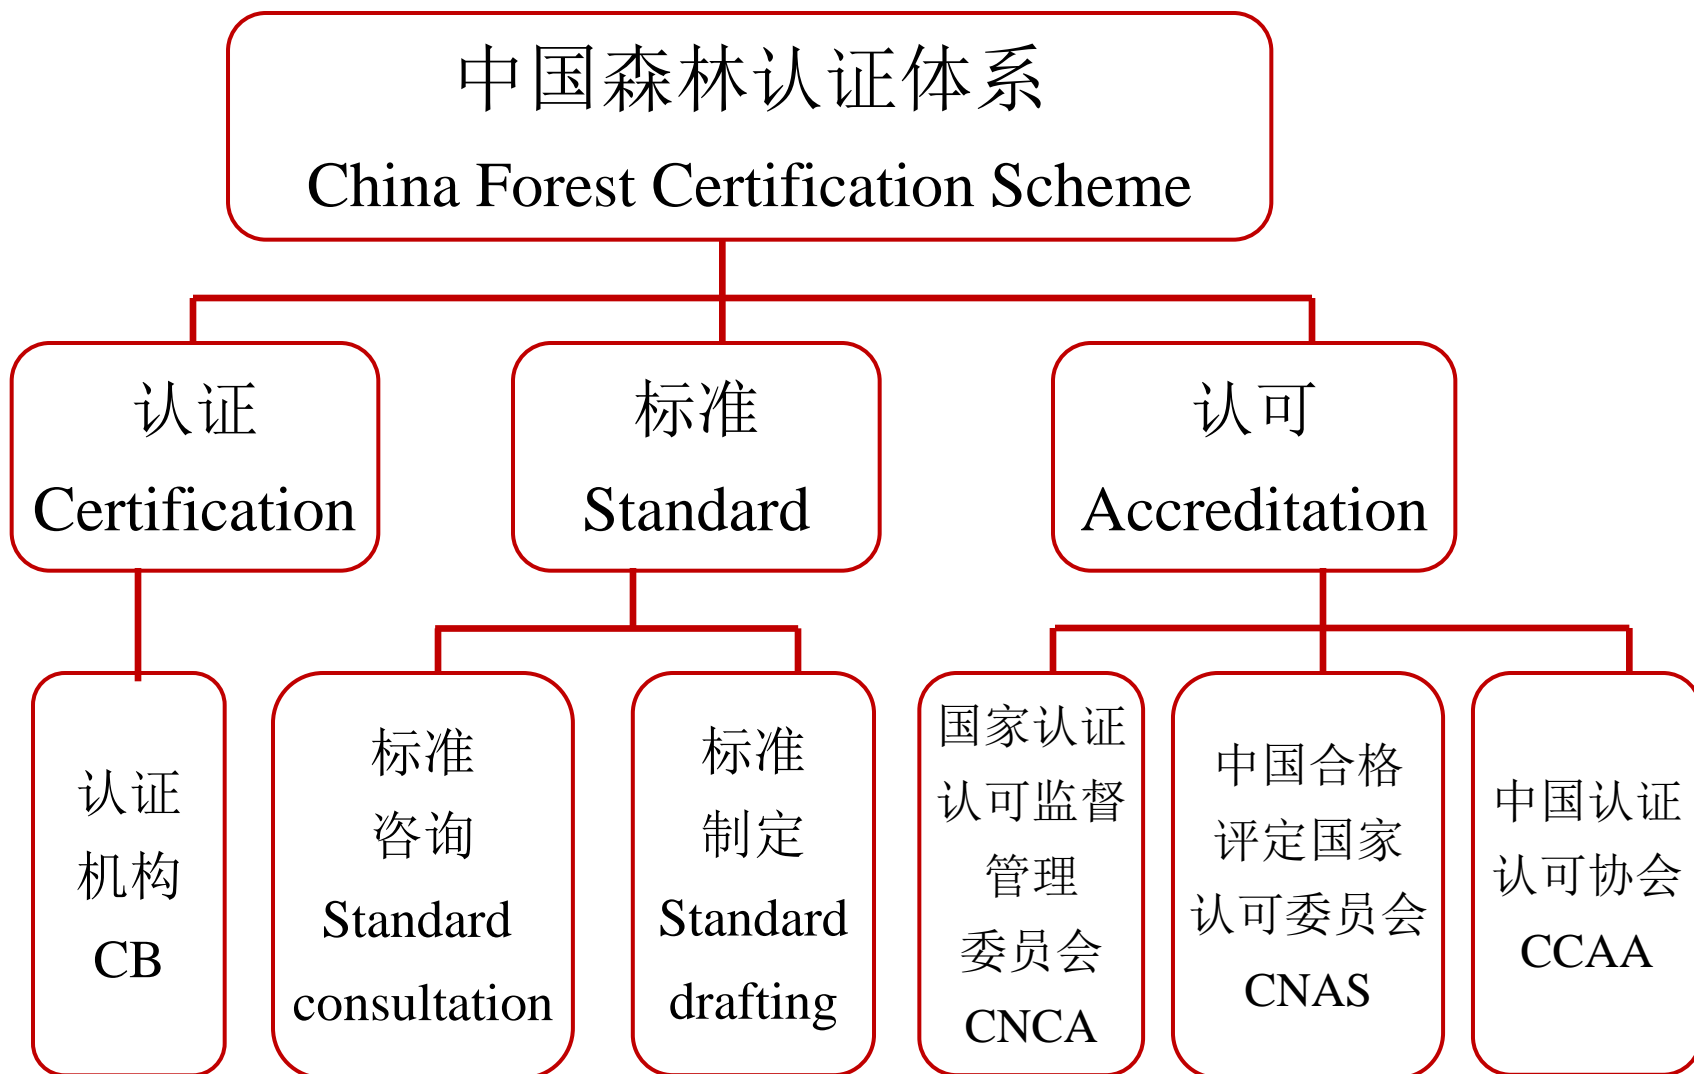 中国森林认证体系
China Forest Certification Scheme
认证
Certification
标准
Standard
认可
Accreditation
认证
机构
CB
标准
咨询
Standard
consultation
标准
制定
Standard
drafting
国家认证
认可监督
管理
委员会
CNCA
中国合格
评定国家
认可委员会
CNAS
中国认证
认可协会
CCAA